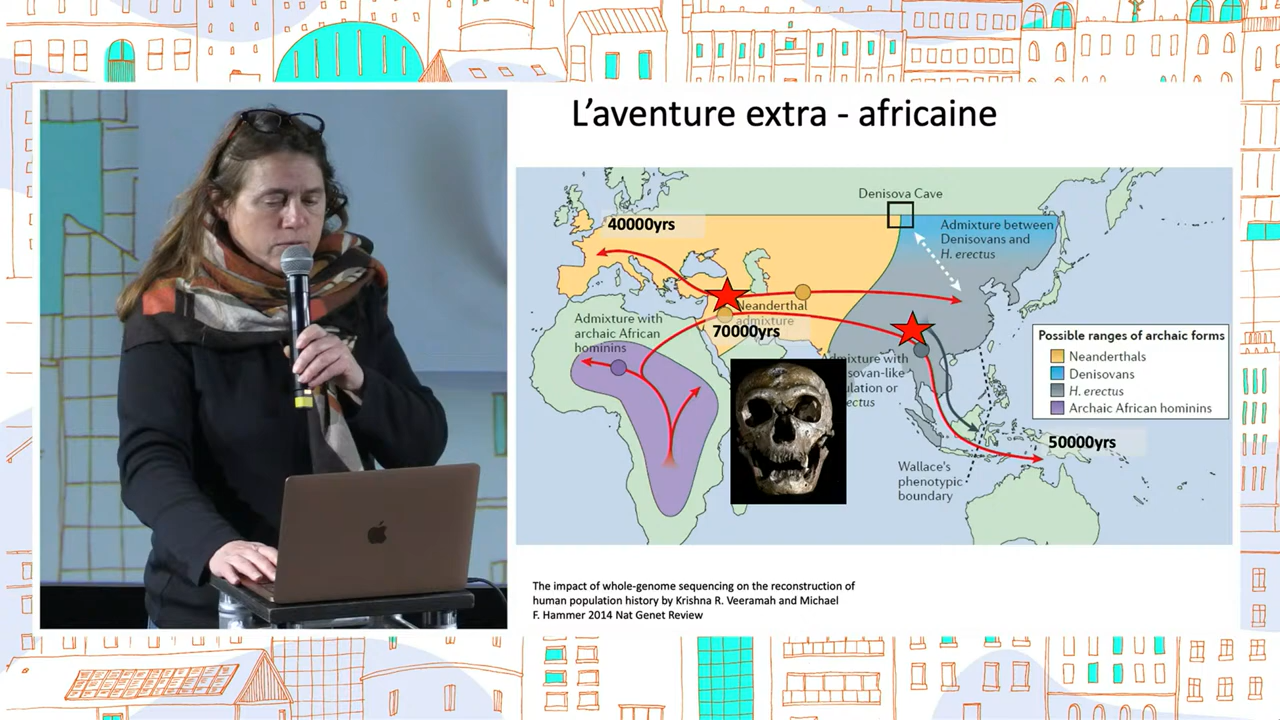 L'aventure extra - africaine
Denisova Cave
40000yrs
Admixture between
Denisovans and
H. erectus
Neanderthal
admixture
Admixture with
archaic African
hominins
70000yrs
Possible ranges of archaic forms
Neanderthals
Denisovans
H. erectus
Archaic African hominins
50000yrs
Wallace's
phenotypic
boundary
The impact of whole-genome sequencing on the reconstruction of
human population history by Krishna R. Veeramah and Michael
F. Hammer 2014 Nat Genet Review